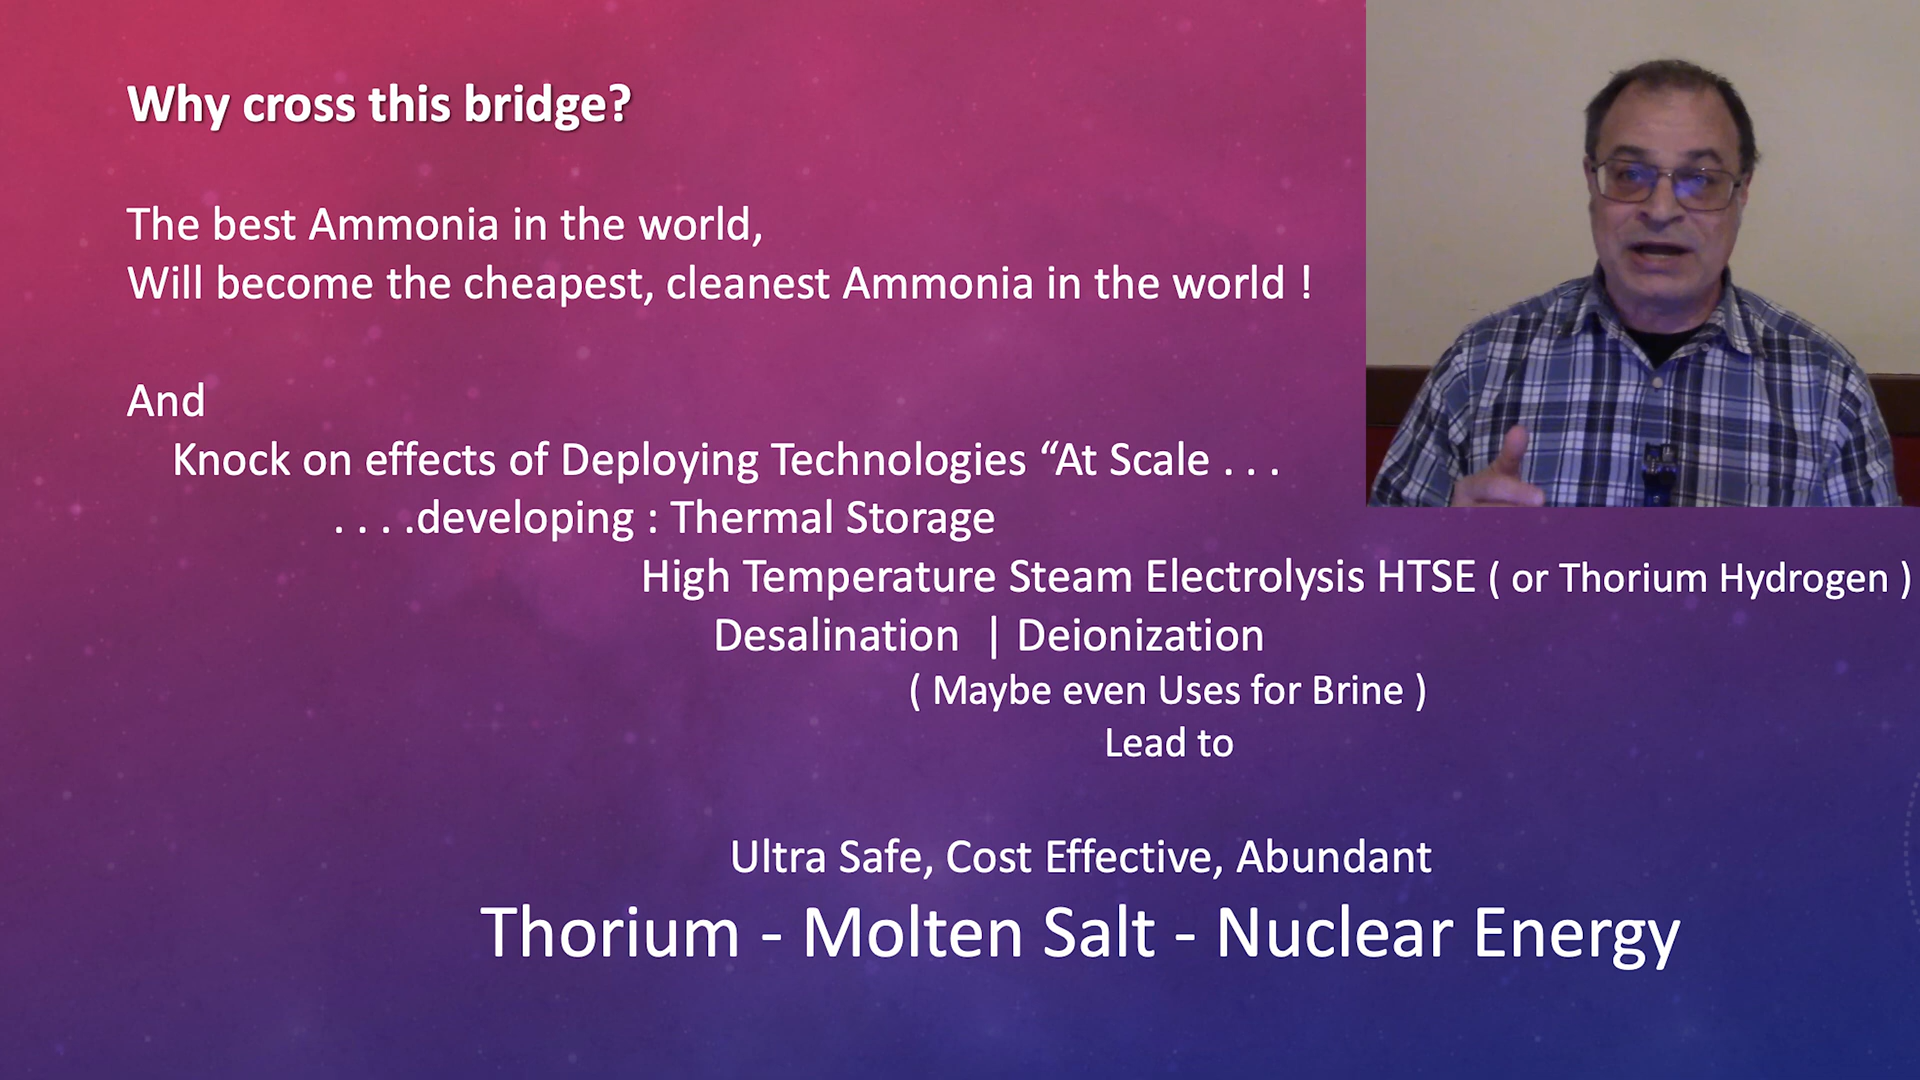 Why cross this bridge?
The best Ammonia in the world,
Will become the cheapest, cleanest Ammonia in the world !
And
Knock on effects of Deploying Technologies “At Scale . . .
. . . .developing : Thermal Storage
High Temperature Steam Electrolysis HTSE ( or Thorium Hydrogen )
Desalination | Deionization
( Maybe even Uses for Brine )
Lead to
Ultra Safe, Cost Effective, Abundant
Thorium - Molten Salt - Nuclear Energy